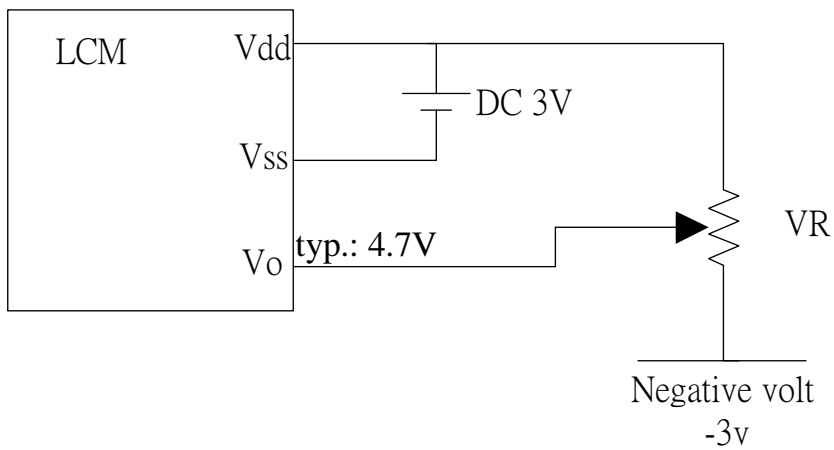 LCM
Vdd
DC 3V
Vss
typ.: 4.7V
Vo
VR
Negative volt
-3v